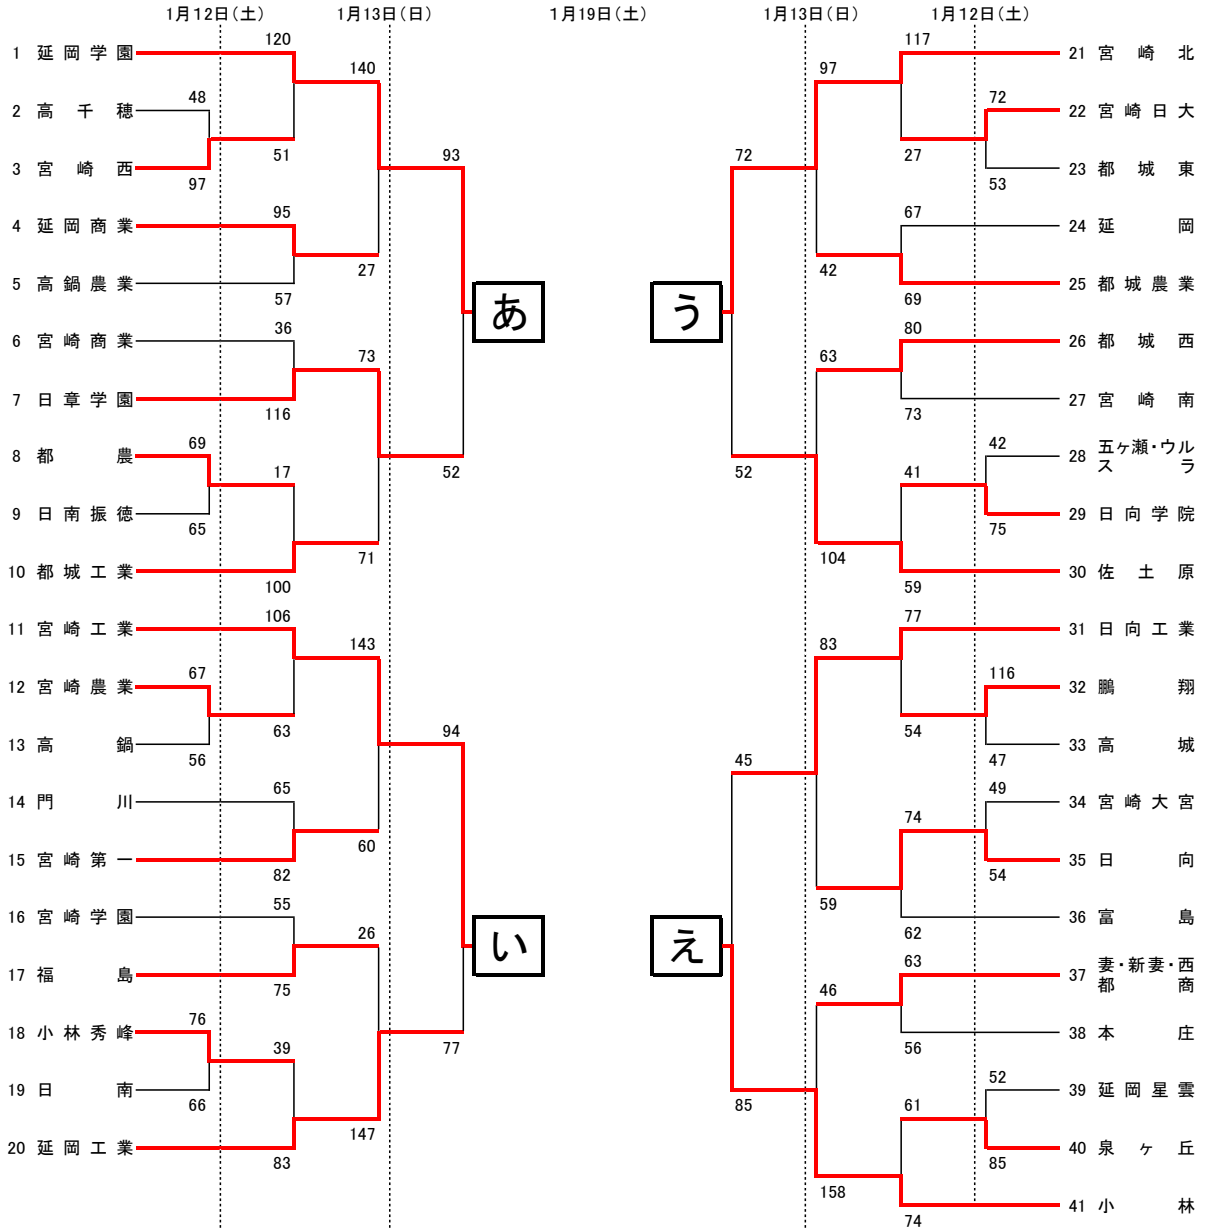 1月12日(土) 1月13日(日) 1月19日(土) 1月13日(日) 1月12日(土)
120 117
1 延岡学園 21 宮崎北
140 97
48 72
2 高千穂 22 宮崎日大
51 93 72 27
3 宮崎西 23 都城東
97 53
95 67
4 延岡商業 24 延岡
27 42
5 高鍋農業 25 都城農業
57 69
あ う
36 80
6 宮崎商業 26 都城西
73 63
7 日章学園 27 宮崎南
116 73
69 42
8 都農 28 五ヶ瀬・ウル
スラ
17 52 52 41
9 日南振徳 29 日向学院
65 75
71 104
10 都城工業 30 佐土原
100 59
106 77
11 宮崎工業 31 日向工業
143 83
67 116
12 宮崎農業 32 鵬翔
63 54
13 高鍋 33 高城
56 94 45 47
65 49
14 門川 34 宮崎大宮
60 74
15 宮崎第一 35 日向
82 54
55 59
16 宮崎学園 36 富島
26 62
い え
63
17 福島 37 妻・新妻・西
都商
75 46
76
18 小林秀峰 38 本庄
39 77 56
52
19 日南 39 延岡星雲
66 85 61
147
20 延岡工業 40 泉ヶ丘
83 85
158
41 小林
74